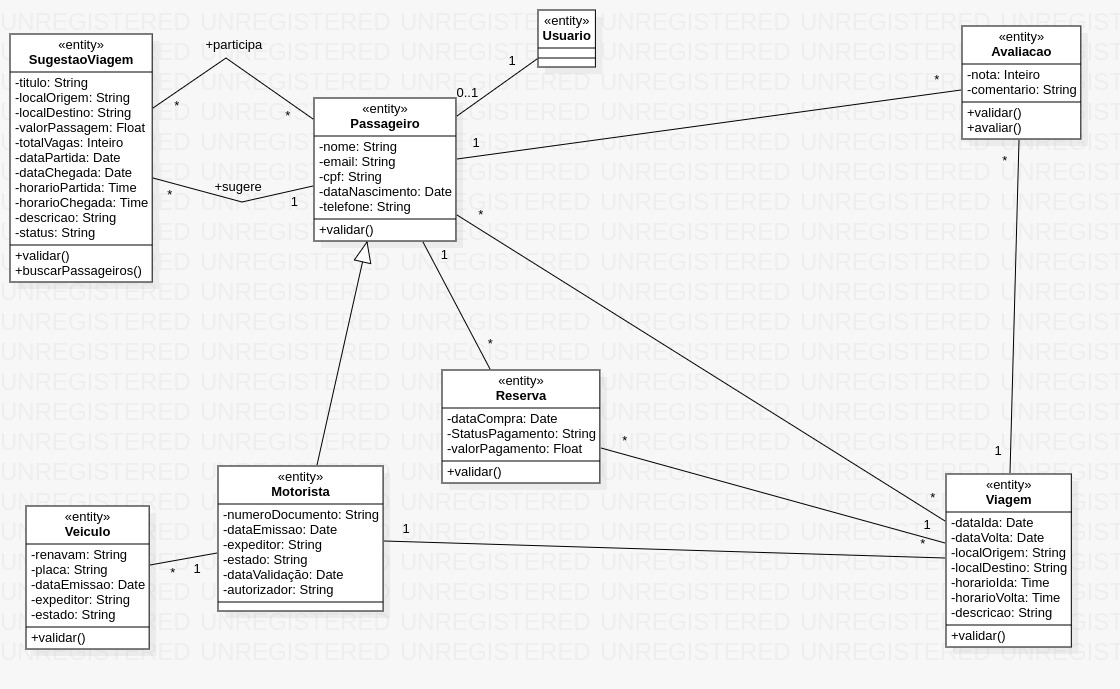 «entity»
SugestaoViagem
-titulo: String
-localOrigem: String
-localDestino: String
-valorPassagem: Float
-totalVagas: Inteiro
-dataPartida: Date
-dataChegada: Date
-horarioPartida: Time
-horarioChegada: Time
-descricao: String
-status: String
+validar()
+buscarPassageiros()
+participa
*
*
+sugere
*
1
«entity»
Usuario
1
0..1
«entity»
Passageiro
-nome: String
-email: String
-cpf: String
-dataNascimento: Date
-telefone: String
+validar()
1
*
«entity»
Avaliacao
-nota: Inteiro
-comentario: String
+validar()
+avaliar()
*
1
*
*
1
*
«entity»
Reserva
-dataCompra: Date
-StatusPagamento: String
-valorPagamento: Float
+validar()
*
1
«entity»
Motorista
-numeroDocumento: String
-dataEmissao: Date
-expeditor: String
-estado: String
-dataValidação: Date
-autorizador: String
1
*
«entity»
Veiculo
-renavam: String
-placa: String
-dataEmissao: Date
-expeditor: String
-estado: String
+validar()
*
1
«entity»
Viagem
-dataIda: Date
-dataVolta: Date
-localOrigem: String
-localDestino: String
-horarioIda: Time
-horarioVolta: Time
-descricao: String
+validar()
UNREGISTERED